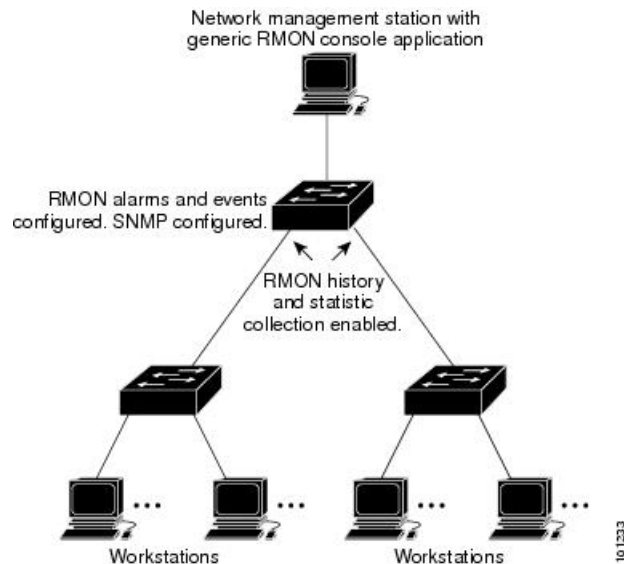 Network management station with
generic RMON console application
RMON alarms and events
configured. SNMP configured.
RMON history
and statistic
collection enabled.
Workstations
Workstations
101233